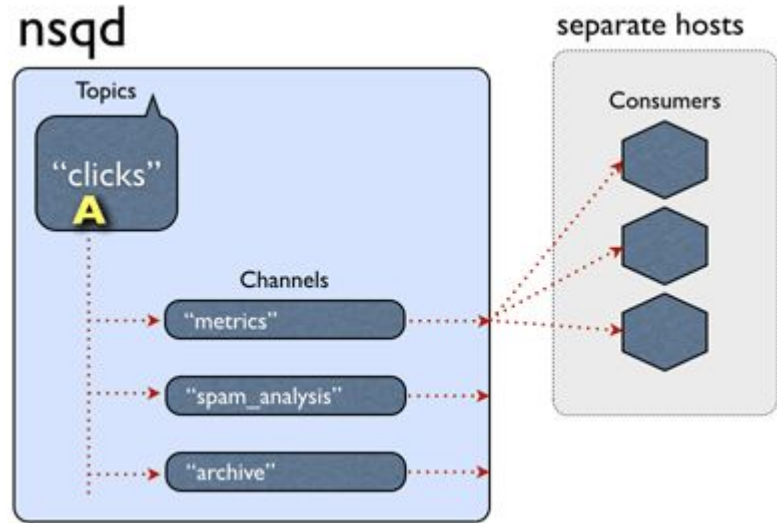 nsqd
separate hosts
Topics
“clicks”
A
Consumers
Channels
“metrics”
“spam_analysis”
“archive”